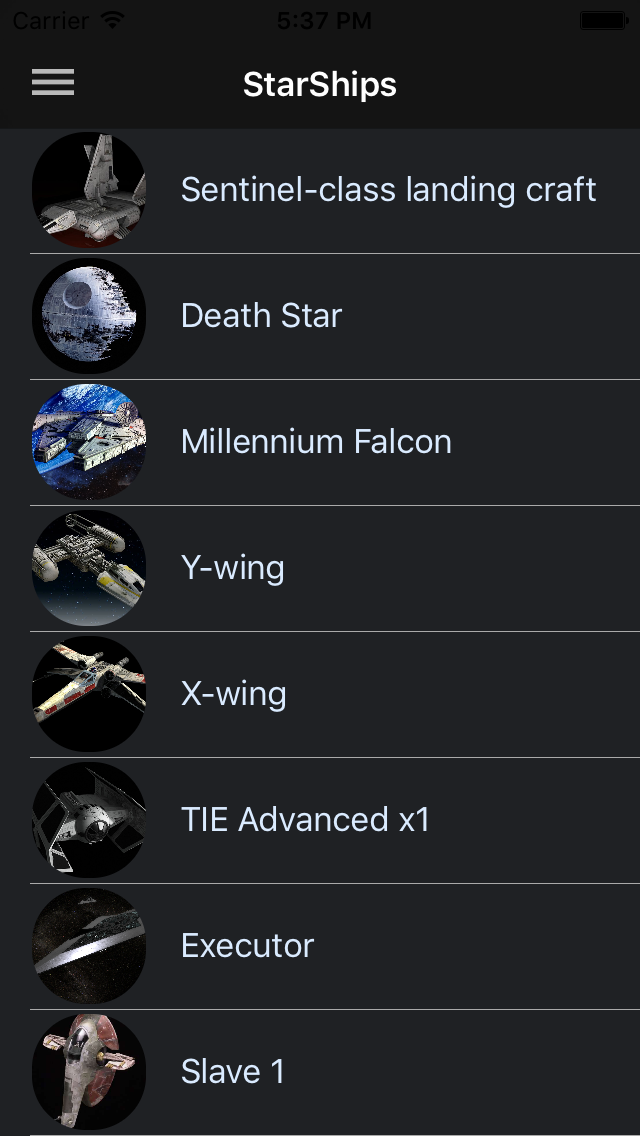 Carrier 5:37 PM
StarShips
Sentinel-class landing craft
Death Star
Millennium Falcon
Y-wing
X-wing
TIE Advanced x1
Executor
Slave 1